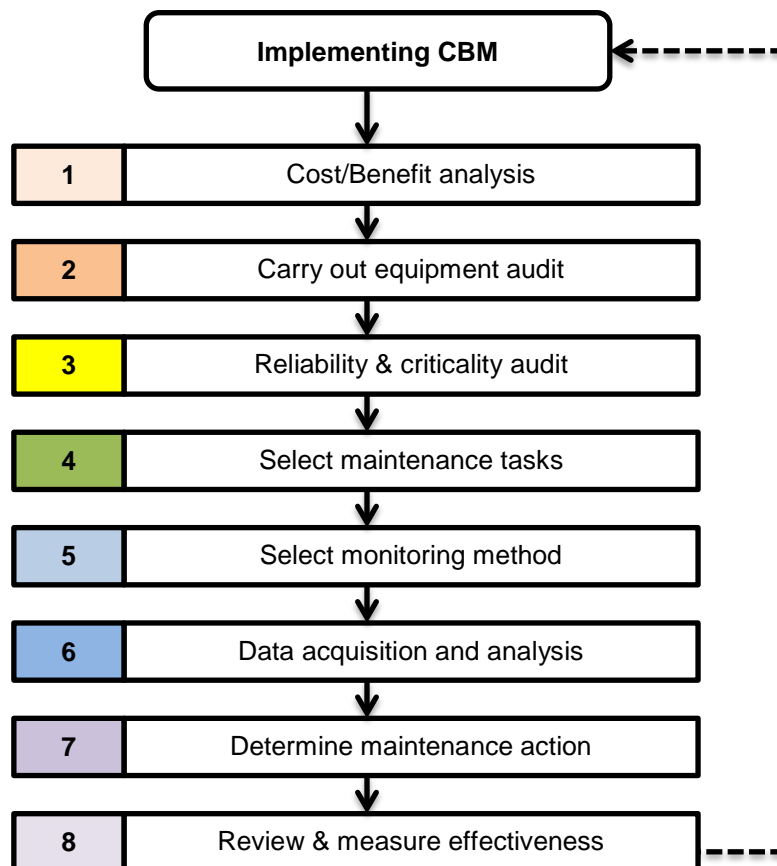 Implementing CBM
1 Cost/Benefit analysis
2 Carry out equipment audit
3 Reliability & criticality audit
4 Select maintenance tasks
5 Select monitoring method
6 Data acquisition and analysis
7 Determine maintenance action
8 Review & measure effectiveness